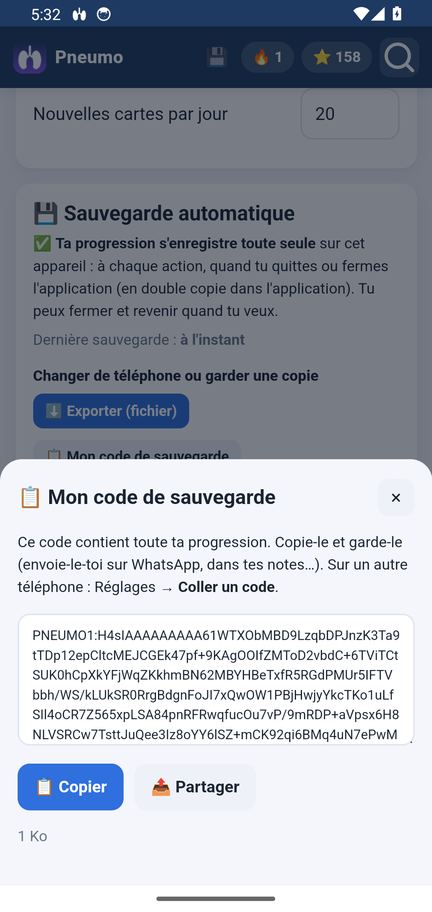 5:32
Pneumo
1
158
Nouvelles cartes par jour
20
Sauvegarde automatique
Ta progression s'enregistre toute seule sur cet
appareil : à chaque action, quand tu quittes ou fermes
l'application (en double copie dans l'application). Tu
peux fermer et revenir quand tu veux.
Dernière sauvegarde : à l'instant
Changer de téléphone ou garder une copie
Exporter (fichier)
Mon code de sauvegarde
Mon code de sauvegarde
×
Ce code contient toute ta progression. Copie-le et garde-le
(envoie-le-toi sur WhatsApp, dans tes notes…). Sur un autre
téléphone : Réglages → Coller un code.
PNEUMO1:H4sIAAAAAAAAA61WTXObMBD9LzqbDPJnzK3Ta9
tTDp12epCltcMEJCGEk47pf+9KAgOOIfZMToD2vbdC+6TViTCt
SUK0hCpXkYFjWqZKkhmBN62MBYHBeTxfR5RGdPMUr5IFTV
bbh/WS/kLUkSR0RrgBdgnFoJI7xQwOW1PBjHwjyYkcTKo1uLf
SIl4oCR7Z565xpLSA84pnRFRwqfucOu7vP/9mRDP+aVpsx6H8
NLVSRCw7TsttJuQee3Iz8oYY6lSZ+mCK92qi6BMq4uN7ePwM
Copier
Partager
1 Ko